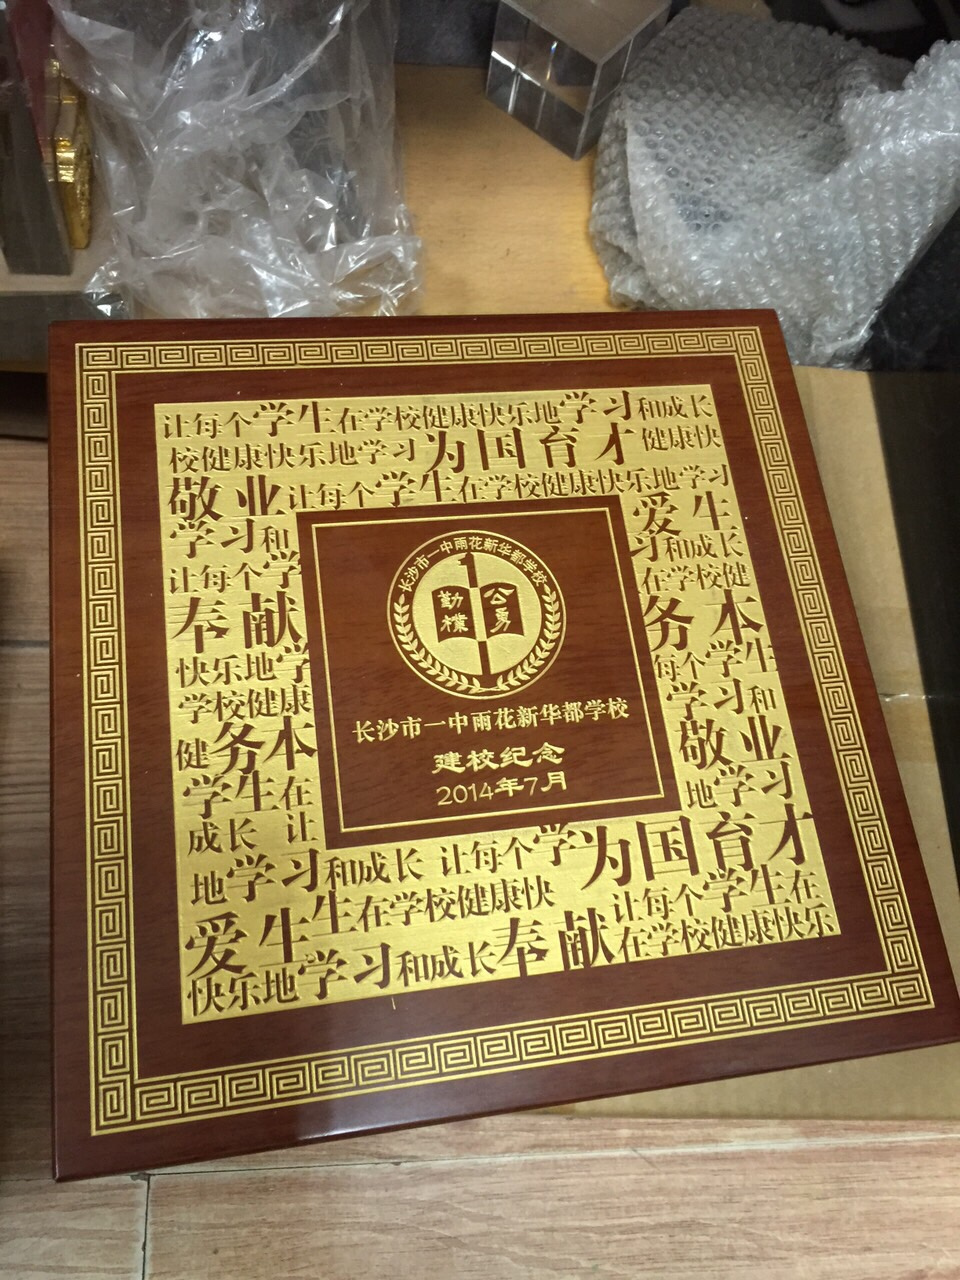 让每个学生在学校健康快乐地学习和成长
校健康快乐地学习为国育才健康快
敬业让每个学生在学校健康快乐地学习
学习和
爱生
习和成长
让每个学
在学校健
奉献
务本
快乐地学
每个学生
学校健康
学习和
健务本
敬业
学生在
地学习
成长 让
长沙市一中雨花新华都学校
勤朴
公勇
长沙市一中雨花新华都学校
建校纪念
2014年7月
地学习和成长 让每个学为国育才
爱生生在学校健康快 让每个学生在
快乐地学习和成长奉献在学校健康快乐